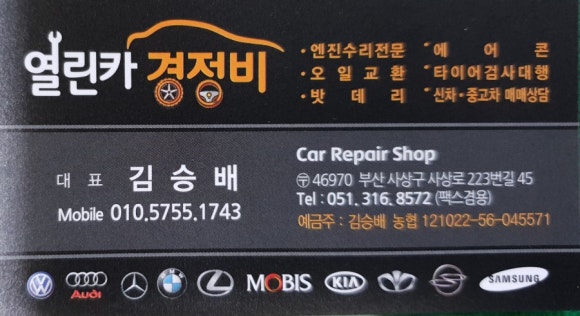 열린카 경정비
· 엔진수리전문
· 오일교환
· 밧데리
· 에어콘
· 타이어검사대행
· 신차·중고차 매매상담
대표 김승배
Mobile 010.5755.1743
Car Repair Shop
㉾ 46970 부산 사상구 사상로 223번길 45
Tel : 051. 316. 8572 (팩스겸용)
예금주 : 김승배 농협 121022-56-045571
Audi BMW MOBIS KIA SAMSUNG